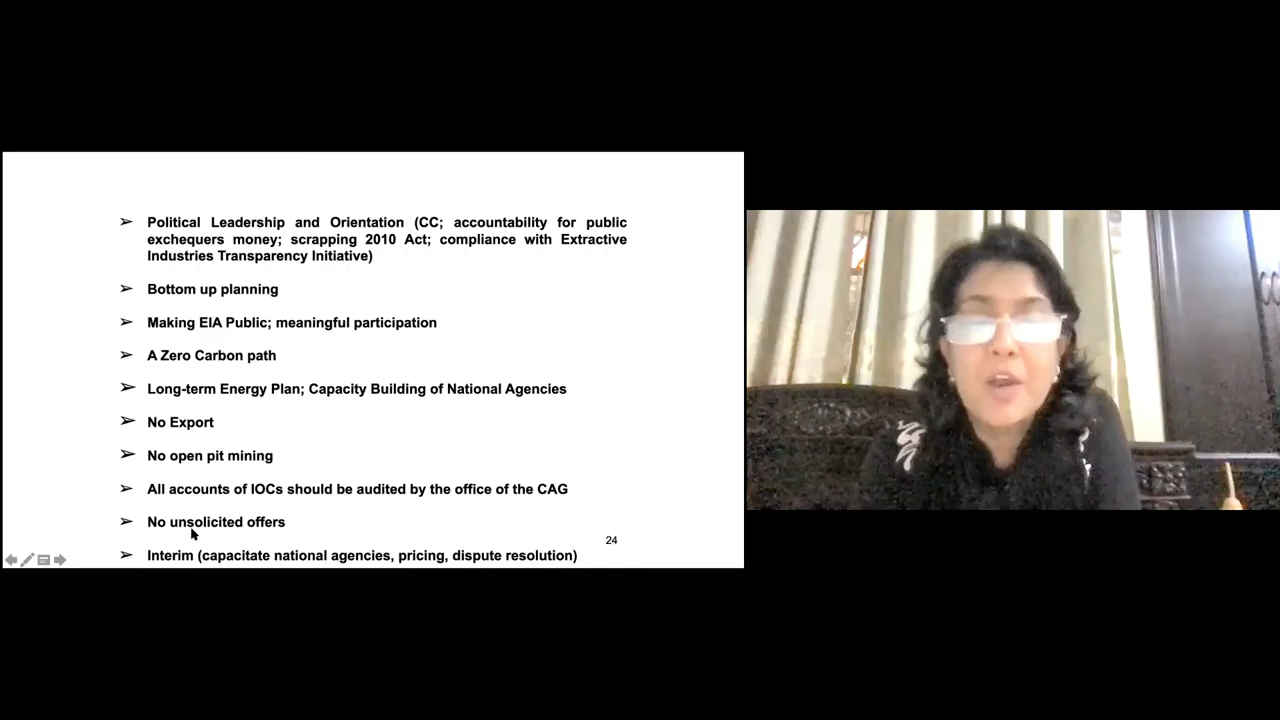 ➢ Political Leadership and Orientation (CC; accountability for public
exchequers money; scrapping 2010 Act; compliance with Extractive
Industries Transparency Initiative)
➢ Bottom up planning
➢ Making EIA Public; meaningful participation
➢ A Zero Carbon path
➢ Long-term Energy Plan; Capacity Building of National Agencies
➢ No Export
➢ No open pit mining
➢ All accounts of IOCs should be audited by the office of the CAG
➢ No unsolicited offers
24
➢ Interim (capacitate national agencies, pricing, dispute resolution)